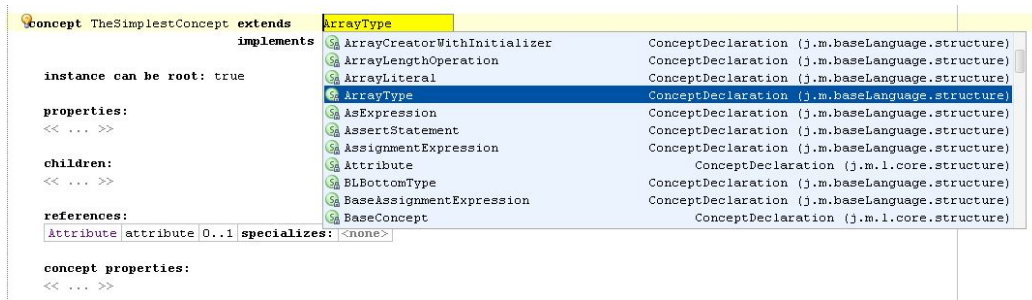 concept TheSimplestConcept extends ArrayType
implements
ArrayCreatorWithInitializer ConceptDeclaration (j.m.baseLanguage.structure)
ArrayLengthOperation ConceptDeclaration (j.m.baseLanguage.structure)
instance can be root: true
ArrayLiteral ConceptDeclaration (j.m.baseLanguage.structure)
ArrayType ConceptDeclaration (j.m.baseLanguage.structure)
properties:
AsExpression ConceptDeclaration (j.m.baseLanguage.structure)
<< ... >>
AssertStatement ConceptDeclaration (j.m.baseLanguage.structure)
AssignmentExpression ConceptDeclaration (j.m.baseLanguage.structure)
children:
Attribute ConceptDeclaration (j.m.l.core.structure)
<< ... >>
BLBottomType ConceptDeclaration (j.m.baseLanguage.structure)
BaseAssignmentExpression ConceptDeclaration (j.m.baseLanguage.structure)
references:
BaseConcept ConceptDeclaration (j.m.l.core.structure)
Attribute attribute 0..1 specializes: <none>
concept properties:
<< ... >>